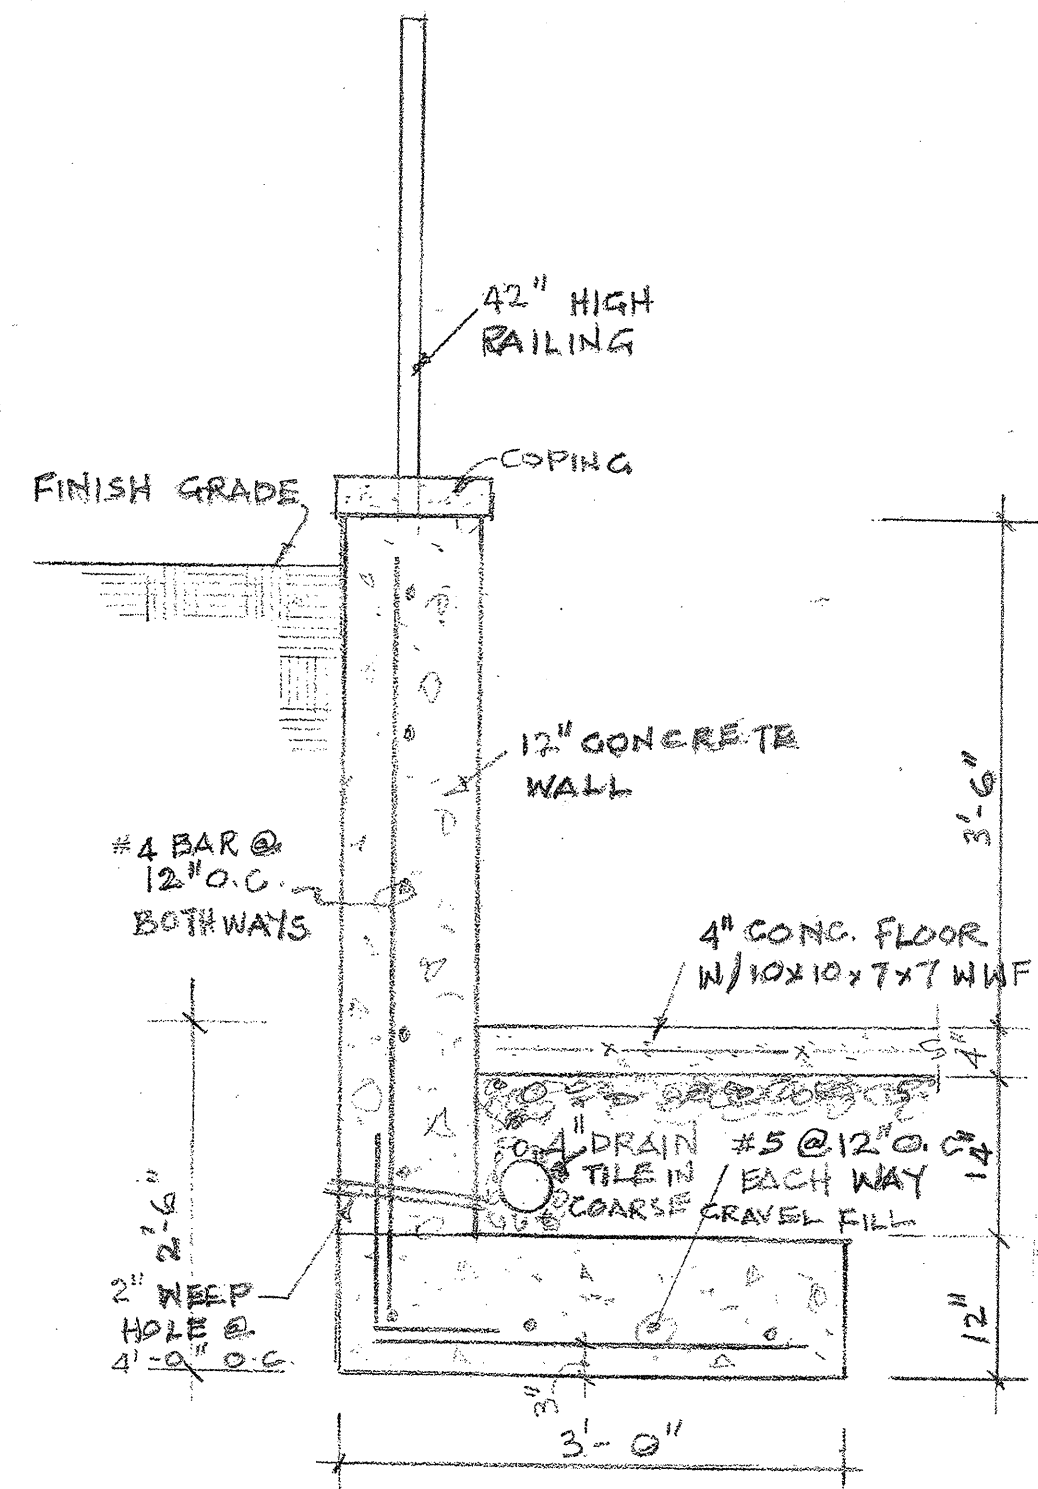 42" HIGH
RAILING
COPING
FINISH GRADE
12" CONCRETE
WALL
3'-6"
#4 BAR @
12" O.C.
BOTH WAYS
4" CONC. FLOOR
W/10x10x7x7 WWF
4"
4" DRAIN
TILE IN
COARSE GRAVEL FILL
#5 @ 12" O.C.
EACH WAY
14"
2'-6"
2" WEEP
HOLE @
4'-0" O.C.
12"
3"
3'-0"